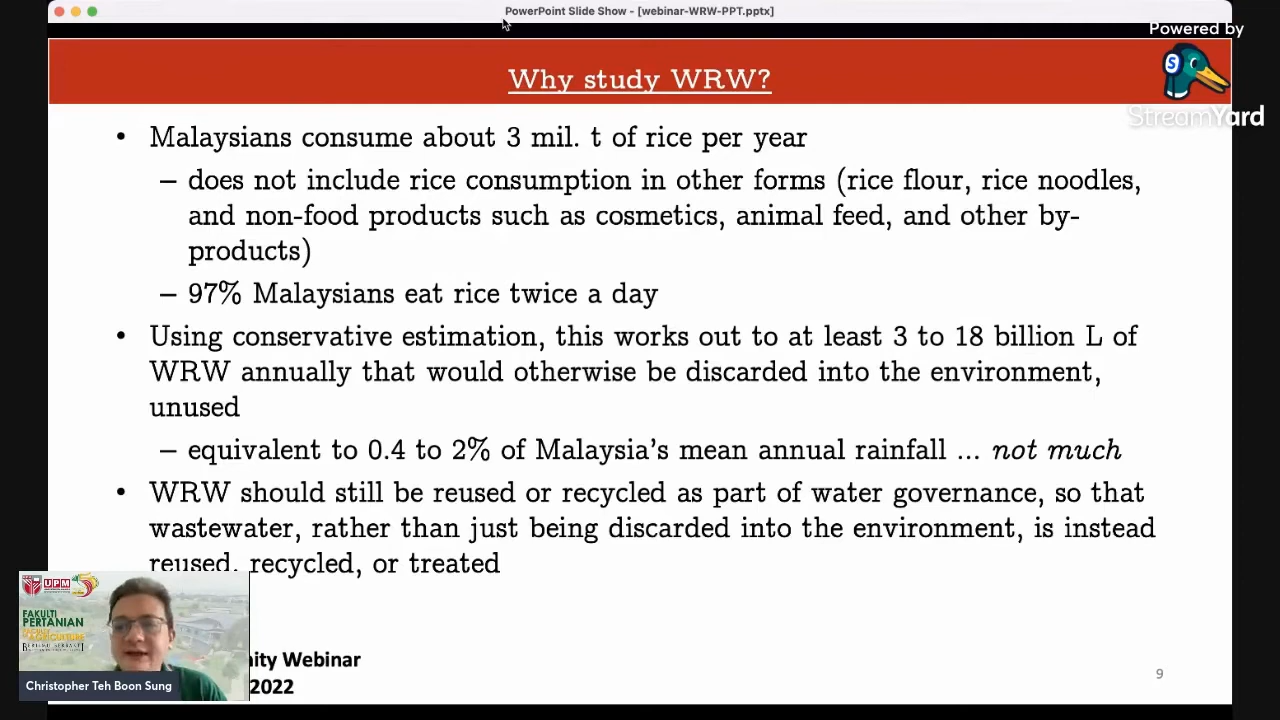 PowerPoint Slide Show - [webinar-WRW-PPT.pptx]
Powered by
S
StreamYard
Why study WRW?
• Malaysians consume about 3 mil. t of rice per year
– does not include rice consumption in other forms (rice flour, rice noodles,
and non-food products such as cosmetics, animal feed, and other by-
products)
– 97% Malaysians eat rice twice a day
• Using conservative estimation, this works out to at least 3 to 18 billion L of
WRW annually that would otherwise be discarded into the environment,
unused
– equivalent to 0.4 to 2% of Malaysia's mean annual rainfall ... not much
• WRW should still be reused or recycled as part of water governance, so that
wastewater, rather than just being discarded into the environment, is instead
reused, recycled, or treated
UPM
FAKULTI
PERTANIAN
Christopher Teh Boon Sung
nity Webinar
2022
9